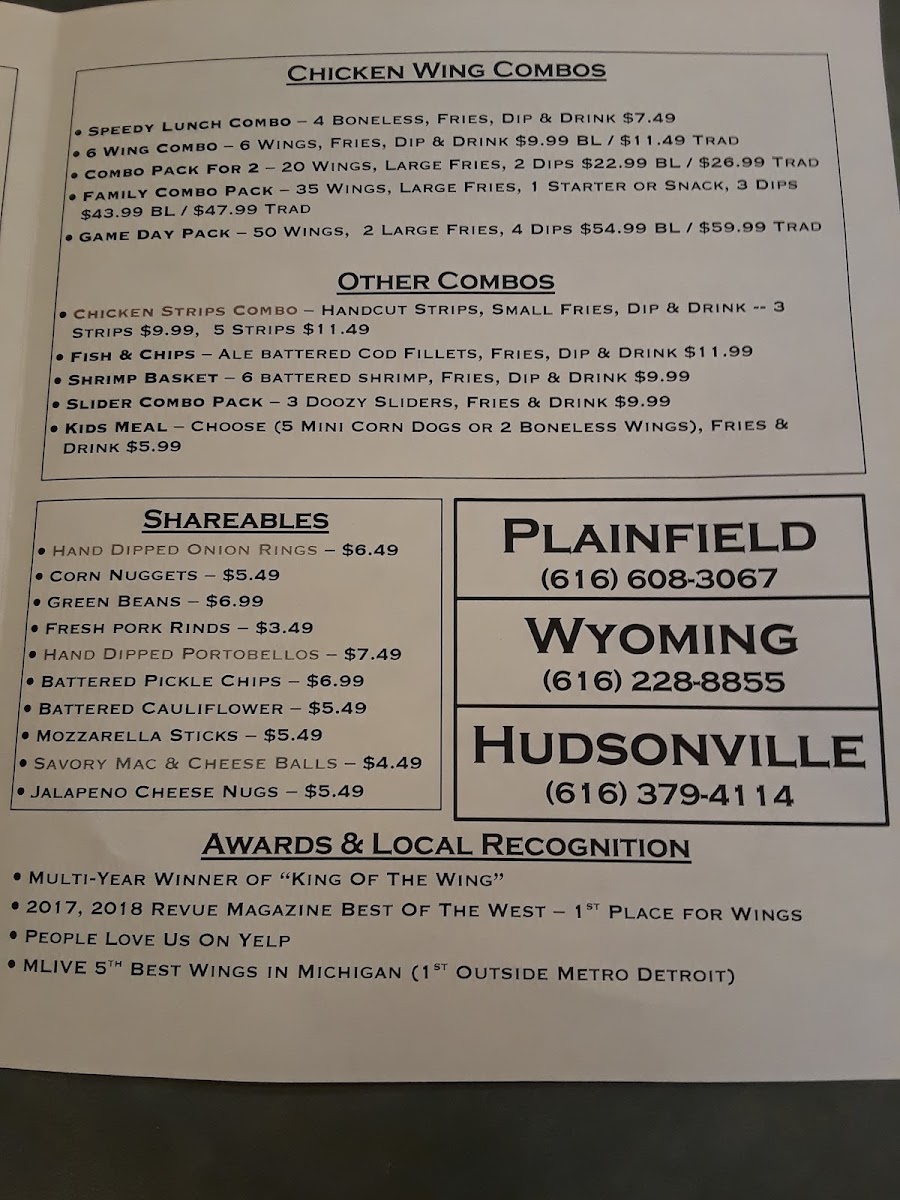 Chicken Wing Combos
• Speedy Lunch Combo – 4 Boneless, Fries, Dip & Drink $7.49
• 6 Wing Combo – 6 Wings, Fries, Dip & Drink $9.99 BL / $11.49 Trad
• Combo Pack For 2 – 20 Wings, Large Fries, 2 Dips $22.99 BL / $26.99 Trad
• Family Combo Pack – 35 Wings, Large Fries, 1 Starter or Snack, 3 Dips
$43.99 BL / $47.99 Trad
• Game Day Pack – 50 Wings, 2 Large Fries, 4 Dips $54.99 BL / $59.99 Trad
Other Combos
• Chicken Strips Combo – Handcut Strips, Small Fries, Dip & Drink -- 3
Strips $9.99, 5 Strips $11.49
• Fish & Chips – Ale battered Cod Fillets, Fries, Dip & Drink $11.99
• Shrimp Basket – 6 battered shrimp, Fries, Dip & Drink $9.99
• Slider Combo Pack – 3 Doozy Sliders, Fries & Drink $9.99
• Kids Meal – Choose (5 Mini Corn Dogs or 2 Boneless Wings), Fries &
Drink $5.99
Shareables
• Hand Dipped Onion Rings – $6.49
• Corn Nuggets – $5.49
• Green Beans – $6.99
• Fresh pork Rinds – $3.49
• Hand Dipped Portobellos – $7.49
• Battered Pickle Chips – $6.99
• Battered Cauliflower – $5.49
• Mozzarella Sticks – $5.49
• Savory Mac & Cheese Balls – $4.49
• Jalapeno Cheese Nugs – $5.49
Plainfield
(616) 608-3067
Wyoming
(616) 228-8855
Hudsonville
(616) 379-4114
Awards & Local Recognition
• Multi-Year Winner of “King Of The Wing”
• 2017, 2018 Revue Magazine Best Of The West – 1st Place for Wings
• People Love Us On Yelp
• MLIVE 5th Best Wings in Michigan (1st Outside Metro Detroit)